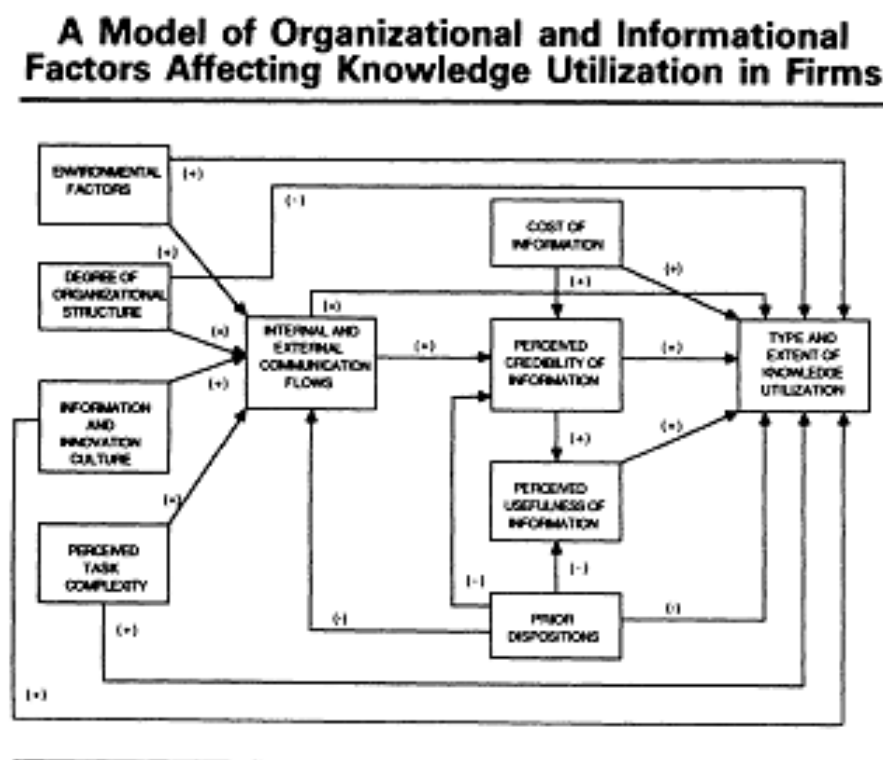 A Model of Organizational and Informational
Factors Affecting Knowledge Utilization in Firms
ENVIRONMENTAL
FACTORS
(+)
(-)
COST OF
INFORMATION
(+)
DEGREE OF
ORGANIZATIONAL
STRUCTURE
(+)
(+)
(+)
INTERNAL AND
EXTERNAL
COMMUNICATION
FLOWS
(+)
(+)
PERCEIVED
CREDIBILITY OF
INFORMATION
(+)
TYPE AND
EXTENT OF
KNOWLEDGE
UTILIZATION
(+)
INFORMATION
AND
INNOVATION
CULTURE
(+)
(+)
PERCEIVED
USEFULNESS OF
INFORMATION
(+)
PERCEIVED
TASK
COMPLEXITY
(-)
(-)
PRIOR
DISPOSITIONS
(-)
(-)
(+)
(+)